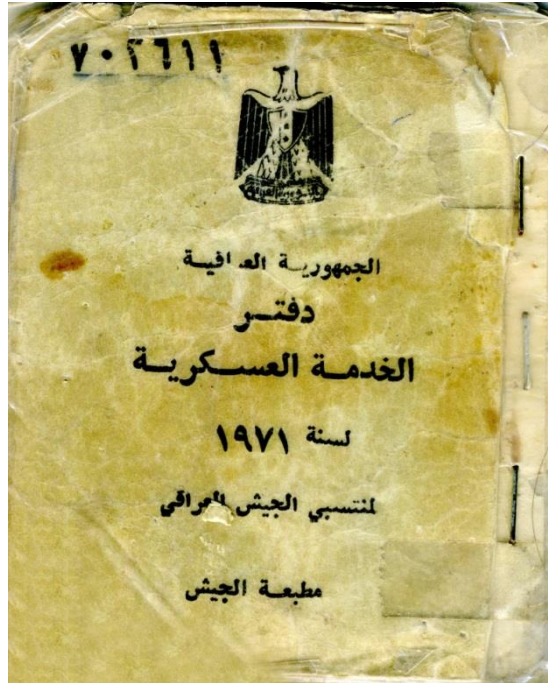 ٧٠٢٦١١
الجمهورية العراقية
دفتر
الخدمة العسكرية
لسنة ١٩٧١
لمنتسبي الجيش العراقي
مطبعة الجيش